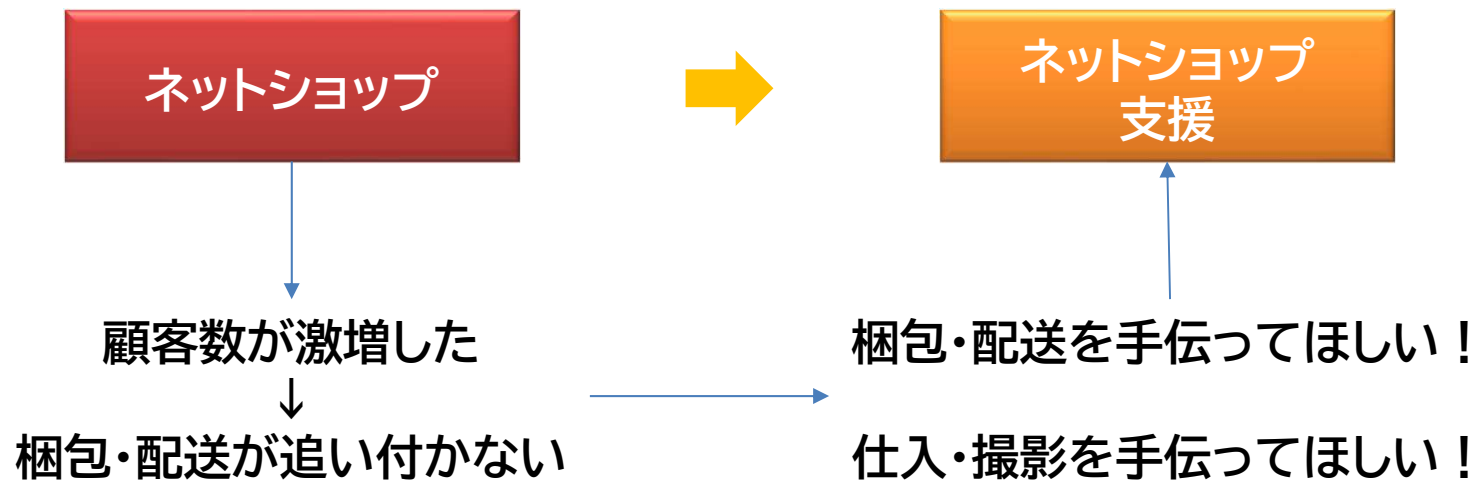 ネットショップ
ネットショップ
支援
顧客数が激増した
↓
梱包・配送が追い付かない
梱包・配送を手伝ってほしい！
仕入・撮影を手伝ってほしい！